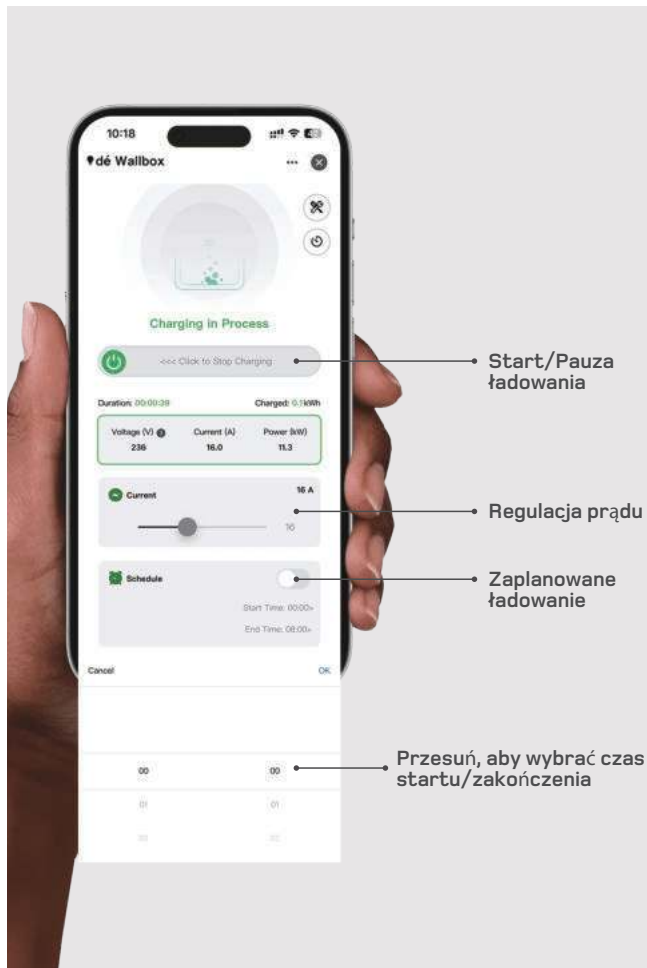 10:18
dé Wallbox
Charging in Process
<<< Click to Stop Charging
Start/Pauza
ładowania
Duration: 00:00:39
Charged: 0.1kWh
Voltage (V) Current (A) Power (kW)
236 16.0 11.3
Current 16 A
16
Regulacja prądu
Schedule
Zaplanowane
ładowanie
Start Time: 00:00>
End Time: 08:00>
Cancel OK
Przesuń, aby wybrać czas
startu/zakończenia
00 00
01 01
02 02